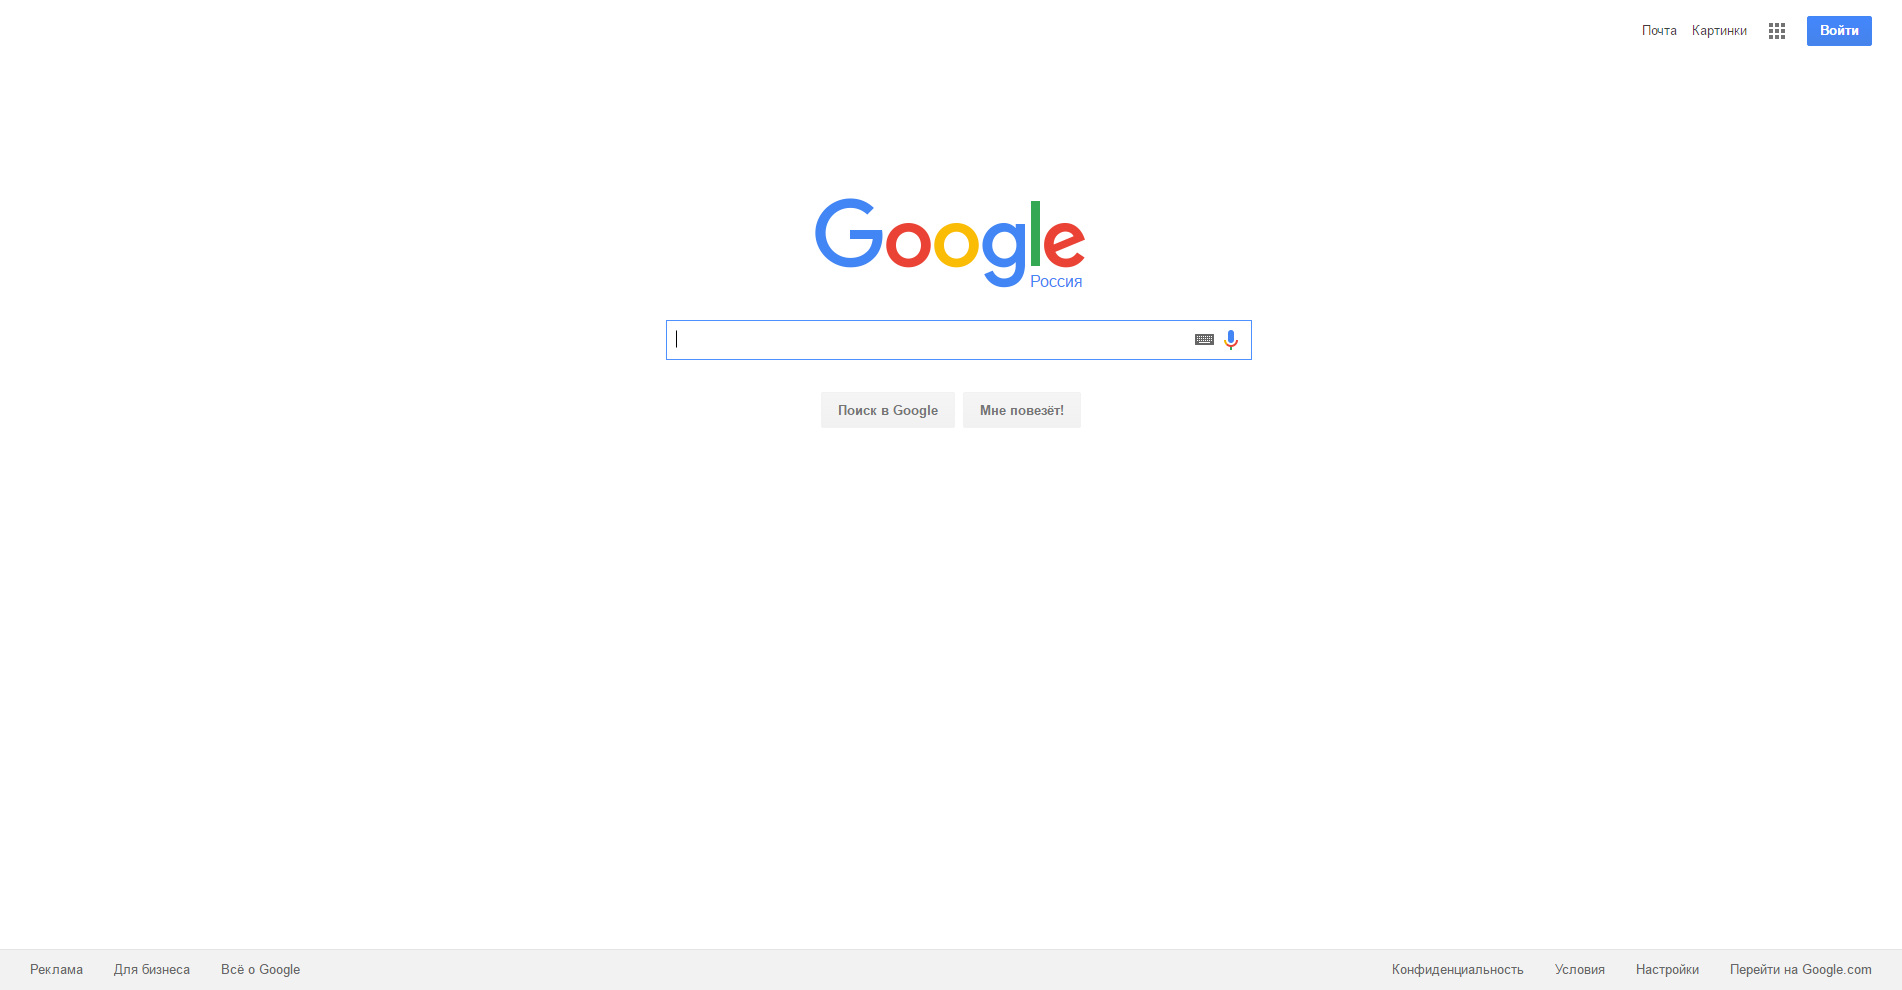 Почта Картинки Войти
Google
Россия
Поиск в Google Мне повезёт!
Реклама Для бизнеса Всё о Google Конфиденциальность Условия Настройки Перейти на Google.com